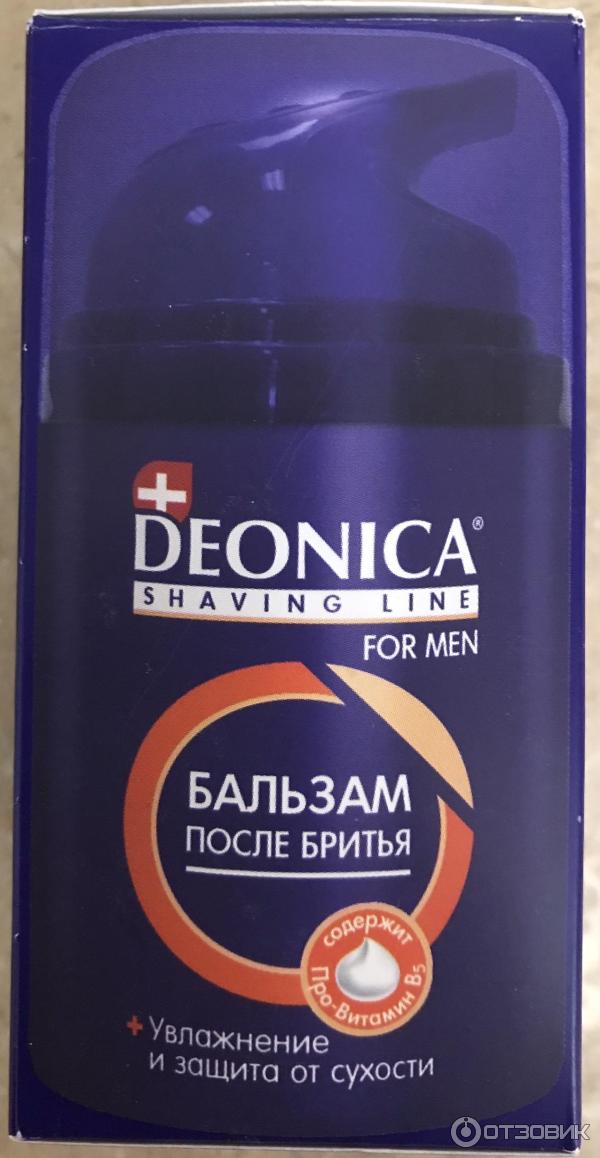 DEONICA®
SHAVING LINE
FOR MEN
БАЛЬЗАМ
ПОСЛЕ БРИТЬЯ
содержит
Про-Витамин B5
+ Увлажнение
и защита от сухости
ОТЗОВИК